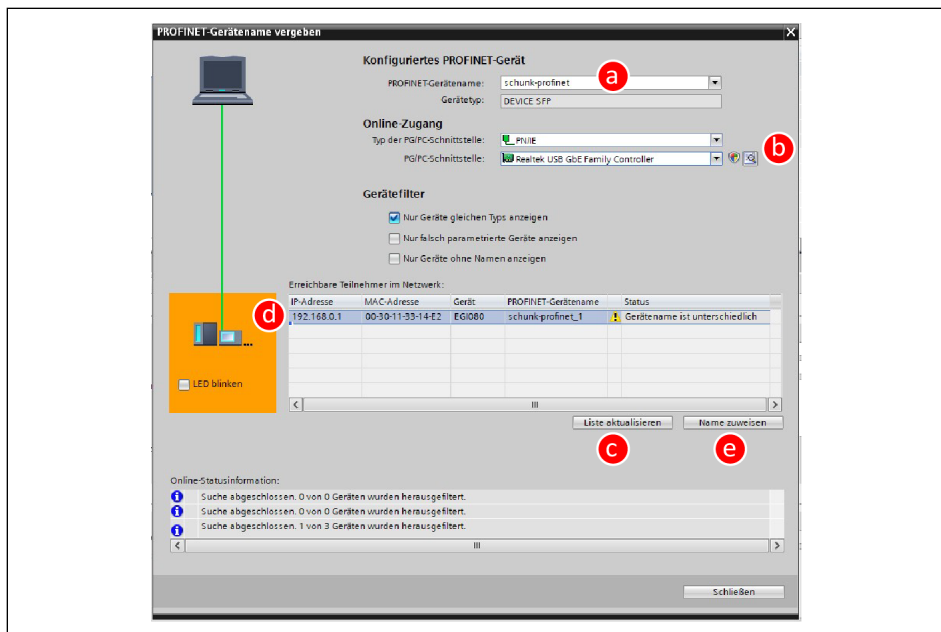 PROFINET-Gerätename vergeben
Konfiguriertes PROFINET-Gerät
a
PROFINET-Gerätename: schunk-profinet
Gerätetyp: DEVICE SFP
Online-Zugang
Typ der PG/PC-Schnittstelle: PN/IE
b
PG/PC-Schnittstelle: Realtek USB GbE Family Controller
Gerätefilter
Nur Geräte gleichen Typs anzeigen
Nur falsch parametrierte Geräte anzeigen
Nur Geräte ohne Namen anzeigen
Erreichbare Teilnehmer im Netzwerk:
IP-Adresse MAC-Adresse Gerät PROFINET-Gerätename Status
d
192.168.0.1 00-30-11-33-14-E2 EGI080 schunk-profinet_1 Gerätename ist unterschiedlich
LED blinken
Liste aktualisieren Name zuweisen
c e
Online-Statusinformation:
Suche abgeschlossen. 0 von 0 Geräten wurden herausgefiltert.
Suche abgeschlossen. 0 von 0 Geräten wurden herausgefiltert.
Suche abgeschlossen. 1 von 3 Geräten wurden herausgefiltert.
Schließen